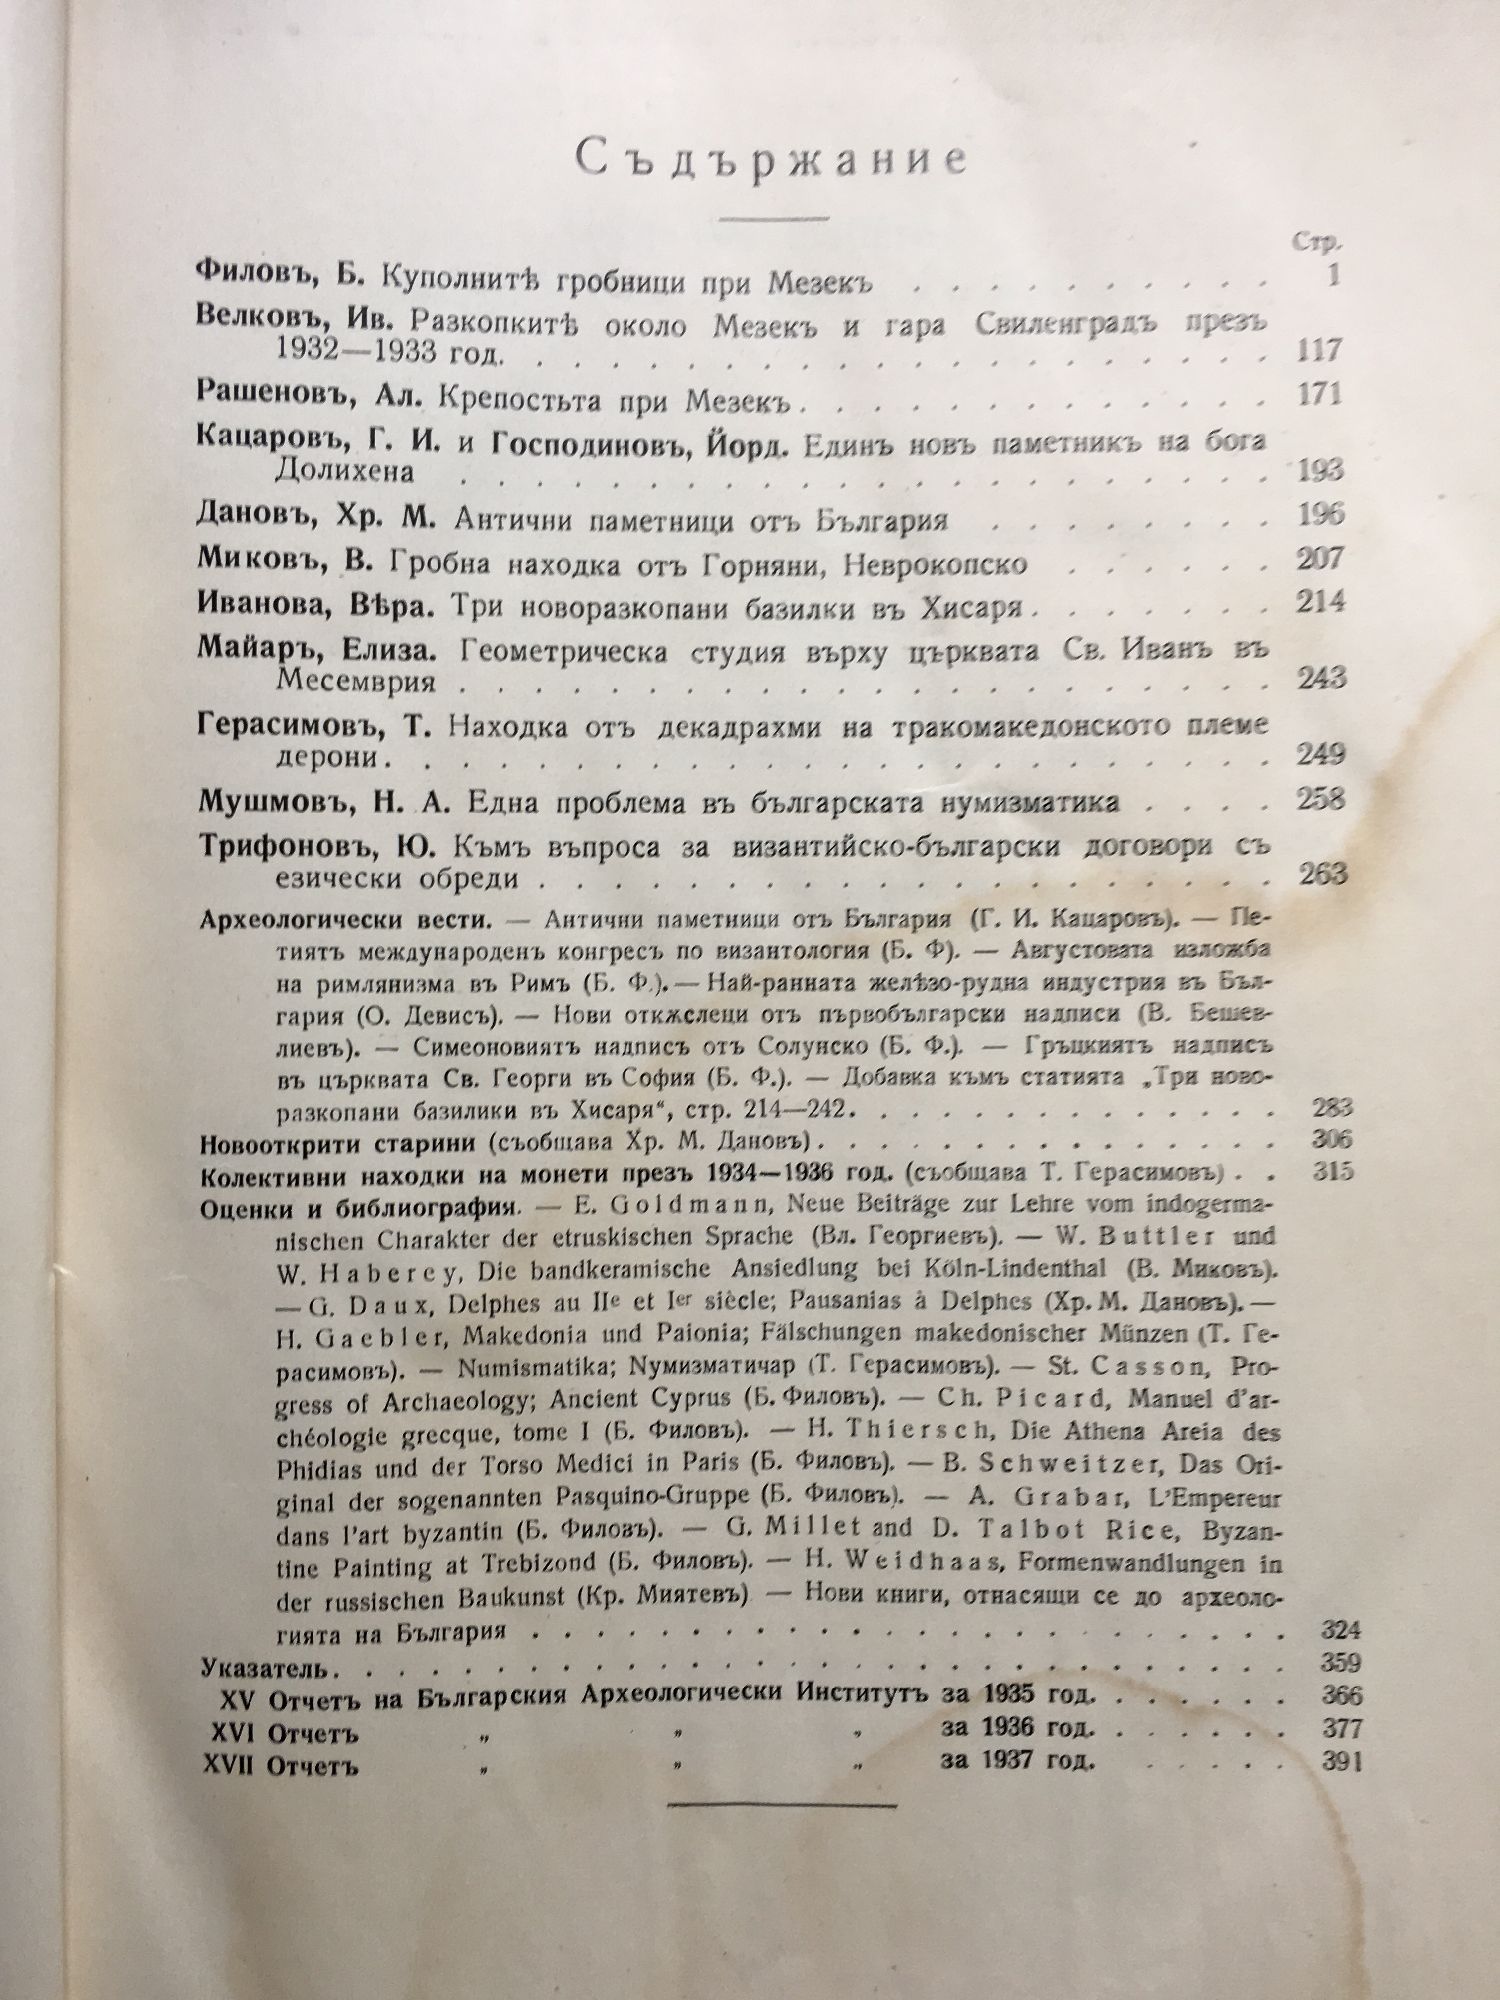 Съдържание
Стр.
Филовъ, Б. Куполнитѣ гробници при Мезекъ . . . . . . . . . . 1
Велковъ, Ив. Разкопкитѣ около Мезекъ и гара Свиленградъ презъ
1932—1933 год. . . . . . . . . . . . . . . . . . . . . 117
Рашеновъ, Ал. Крепостьта при Мезекъ. . . . . . . . . . . . . 171
Кацаровъ, Г. И. и Господиновъ, Йорд. Единъ новъ паметникъ на бога
Долихена . . . . . . . . . . . . . . . . . . . . . . 193
Дановъ, Хр. М. Антични паметници отъ България . . . . . . . . 196
Миковъ, В. Гробна находка отъ Горняни, Неврокопско . . . . . . 207
Иванова, Вѣра. Три новоразкопани базилки въ Хисаря. . . . . . . 214
Майаръ, Елиза. Геометрическа студия върху църквата Св. Иванъ въ
Месемврия . . . . . . . . . . . . . . . . . . . . . . 243
Герасимовъ, Т. Находка отъ декадрахми на тракомакедонското племе
дерони. . . . . . . . . . . . . . . . . . . . . . . . 249
Мушмовъ, Н. А. Една проблема въ българската нумизматика . . . . 258
Трифоновъ, Ю. Къмъ въпроса за византийско-български договори съ
езически обреди . . . . . . . . . . . . . . . . . . . . 263
Археологически вести. — Антични паметници отъ България (Г. И. Кацаровъ). — Пе-
тиятъ международенъ конгресъ по византология (Б. Ф). — Августовата изложба
на римлянизма въ Римъ (Б. Ф.). — Най-ранната желѣзо-рудна индустрия въ Бъл-
гария (О. Девисъ). — Нови откѫслеци отъ първобългарски надписи (В. Бешев-
лиевъ). — Симеоновиятъ надписъ отъ Солунско (Б. Ф.). — Гръцкиятъ надписъ
въ църквата Св. Георги въ София (Б. Ф.). — Добавка къмъ статията „Три ново-
разкопани базилики въ Хисаря“, стр. 214—242. . . . . . . . . . . . . 283
Новооткрити старини (съобщава Хр. М. Дановъ) . . . . . . . . . . . . . . 306
Колективни находки на монети презъ 1934—1936 год. (съобщава Т. Герасимовъ) . . 315
Оценки и библиография. — E. Goldmann, Neue Beiträge zur Lehre vom indogerma-
nischen Charakter der etruskischen Sprache (Вл. Георгиевъ). — W. Buttler und
W. Haberey, Die bandkeramische Ansiedlung bei Köln-Lindenthal (В. Миковъ).
— G. Daux, Delphes au IIe et Ier siècle; Pausanias à Delphes (Хр. М. Дановъ). —
H. Gaebler, Makedonia und Paionia; Fälschungen makedonischer Münzen (Т. Ге-
расимовъ). — Numismatika; Nумизматичар (Т. Герасимовъ). — St. Casson, Pro-
gress of Archaeology; Ancient Cyprus (Б. Филовъ). — Ch. Picard, Manuel d'ar-
chéologie grecque, tome I (Б. Филовъ). — H. Thiersch, Die Athena Areia des
Phidias und der Torso Medici in Paris (Б. Филовъ). — B. Schweitzer, Das Ori-
ginal der sogenannten Pasquino-Gruppe (Б. Филовъ). — A. Grabar, L'Empereur
dans l'art byzantin (Б. Филовъ). — G. Millet and D. Talbot Rice, Byzan-
tine Painting at Trebizond (Б. Филовъ). — H. Weidhaas, Formenwandlungen in
der russischen Baukunst (Кр. Миятевъ) — Нови книги, отнасящи се до археоло-
гията на България . . . . . . . . . . . . . . . . . . . . . . . 324
Указатель. . . . . . . . . . . . . . . . . . . . . . . . . . . . . 359
XV Отчетъ на Българския Археологически Институтъ за 1935 год. . . . . . . 366
XVI Отчетъ „ „ „ за 1936 год. . . . . . . 377
XVII Отчетъ „ „ „ за 1937 год. . . . . . 391